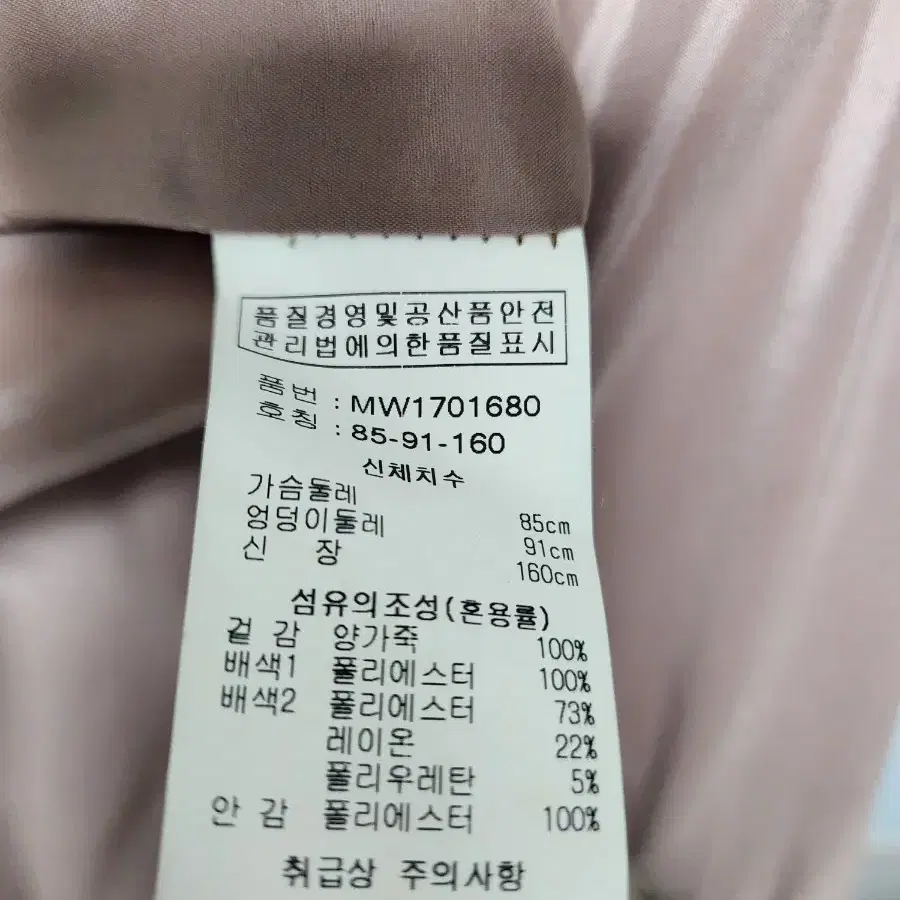 품질경영및공산품안전
관리법에의한품질표시
품번 : MW1701680
호칭 : 85-91-160
신체치수
가슴둘레 85cm
엉덩이둘레 91cm
신 장 160cm
섬유의조성(혼용률)
겉 감 양가죽 100%
배색1 폴리에스터 100%
배색2 폴리에스터 73%
레이온 22%
폴리우레탄 5%
안 감 폴리에스터 100%
취급상 주의사항